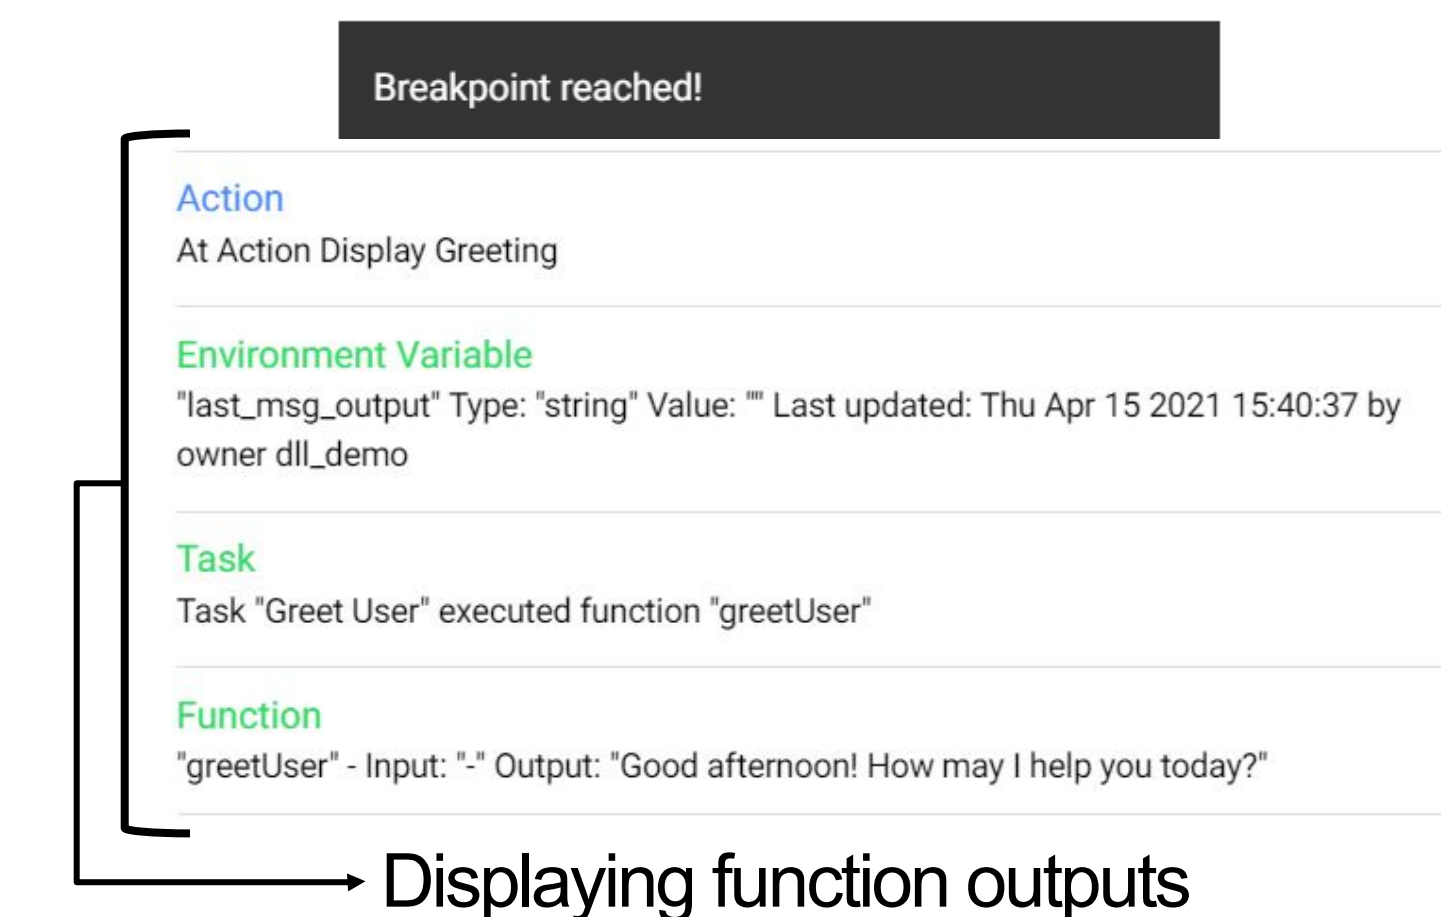 Breakpoint reached!
Action
At Action Display Greeting
Environment Variable
"last_msg_output" Type: "string" Value: "" Last updated: Thu Apr 15 2021 15:40:37 by
owner dll_demo
Task
Task "Greet User" executed function "greetUser"
Function
"greetUser" - Input: "-" Output: "Good afternoon! How may I help you today?"
Displaying function outputs